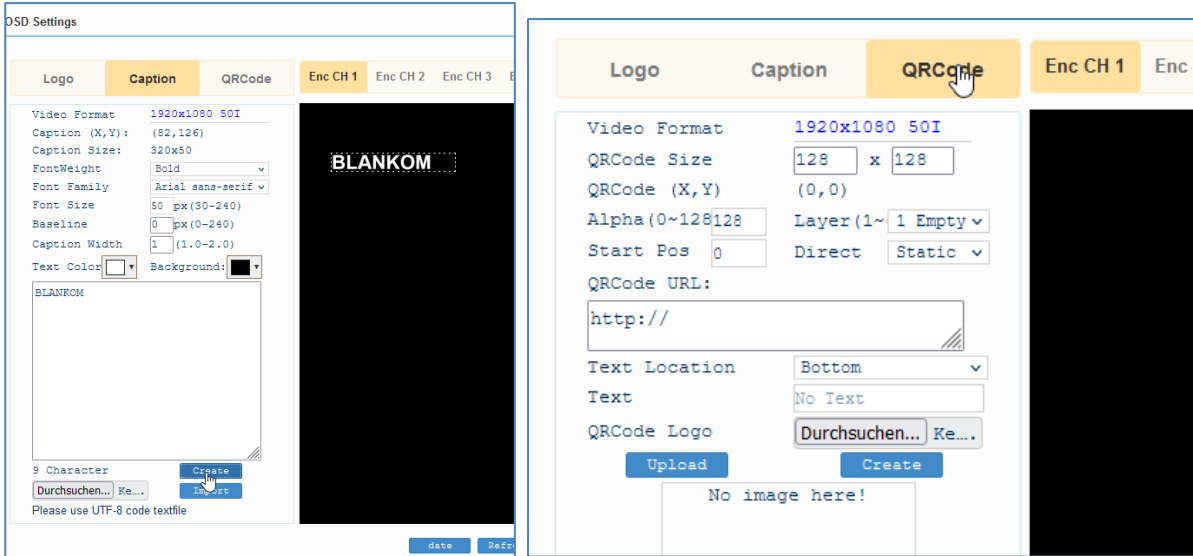 OSD Settings
Logo Caption QRCode Enc CH 1 Enc CH 2 Enc CH 3 E
Video Format 1920x1080 50I
Caption (X,Y): (82,126)
Caption Size: 320x50
FontWeight Bold
Font Family Arial sans-serif
Font Size 50 px(30-240)
Baseline 0 px(0-240)
Caption Width 1 (1.0-2.0)
Text Color Background:
BLANKOM
9 Character Create
Durchsuchen... Ke…. Import
Please use UTF-8 code textfile
BLANKOM
date Refre
Logo Caption QRCode Enc CH 1 Enc
Video Format 1920x1080 50I
QRCode Size 128 x 128
QRCode (X,Y) (0,0)
Alpha(0~128 128 Layer(1~ 1 Empty
Start Pos 0 Direct Static
QRCode URL:
http://
Text Location Bottom
Text No Text
QRCode Logo Durchsuchen... Ke….
Upload Create
No image here!